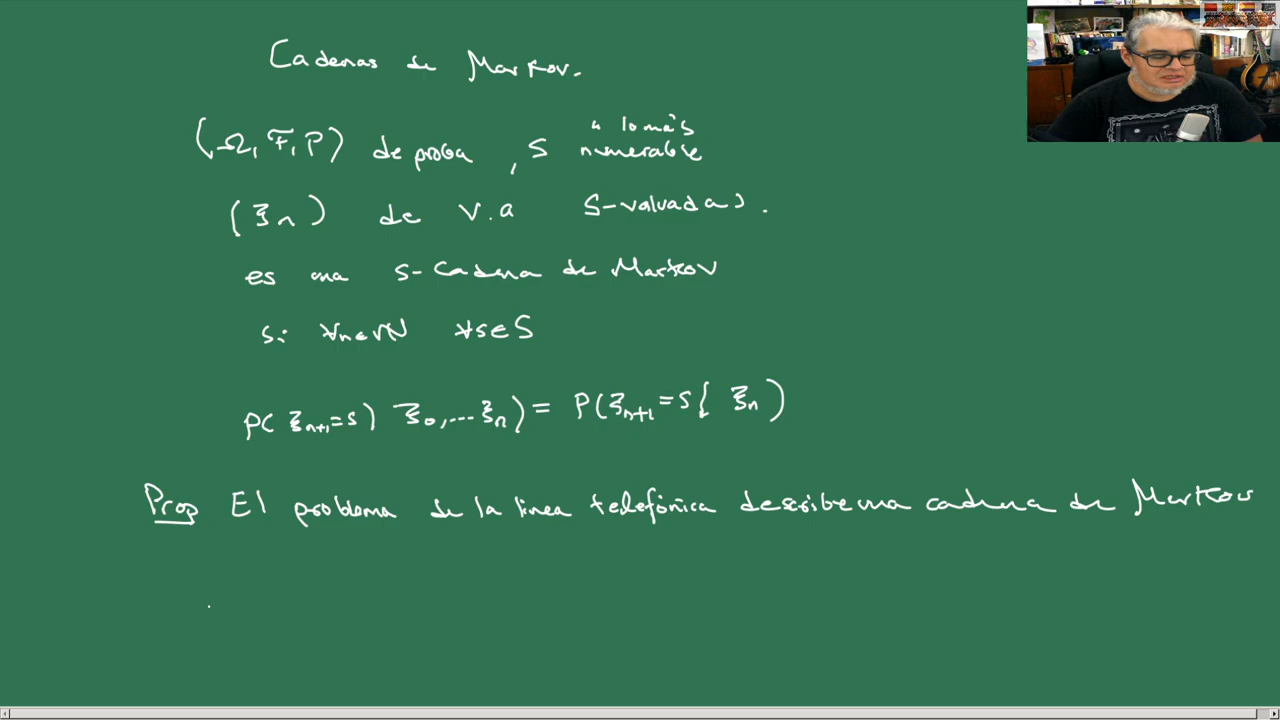 Cadenas de Markov.
(Ω, F, P) de proba, S a lo más numerable
(ξn) de v.a S-valuadas.
es una S-Cadena de Markov
si ∀n∈ℕ ∀s∈S
P(ξn+1=s) ξ0,...ξn) = P(ξn+1=s{ ξn)
Prop El problema de la linea telefónica describe una cadena de Markov